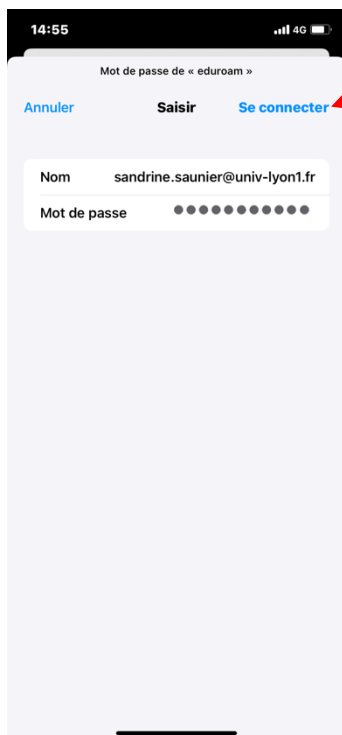 14:55 4G
Mot de passe de « eduroam »
Annuler Saisir Se connecter
Nom sandrine.saunier@univ-lyon1.fr
Mot de passe ●●●●●●●●●●●